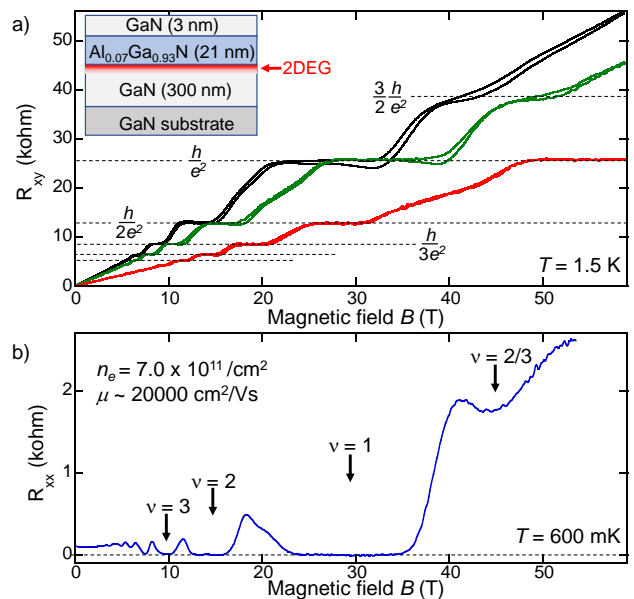 a)
GaN (3 nm)
Al0.07Ga0.93N (21 nm)
2DEG
GaN (300 nm)
GaN substrate
3 h
2 e²
h
e²
h
2e²
h
3e²
T = 1.5 K
50
40
30
20
10
0
Rxy (kohm)
0 10 20 30 40 50
Magnetic field B (T)
b)
ne = 7.0 x 10¹¹/cm²
μ ~ 20000 cm²/Vs
ν = 2/3
ν = 1
ν = 2
ν = 3
T = 600 mK
2
1
0
Rxx (kohm)
0 10 20 30 40 50
Magnetic field B (T)